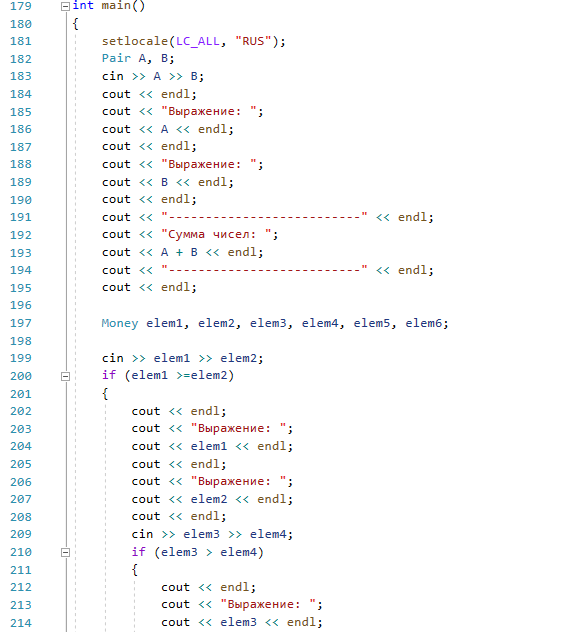 179 int main()
180 {
181 setlocale(LC_ALL, "RUS");
182 Pair A, B;
183 cin >> A >> B;
184 cout << endl;
185 cout << "Выражение: ";
186 cout << A << endl;
187 cout << endl;
188 cout << "Выражение: ";
189 cout << B << endl;
190 cout << endl;
191 cout << "--------------------------" << endl;
192 cout << "Сумма чисел: ";
193 cout << A + B << endl;
194 cout << "--------------------------" << endl;
195 cout << endl;
196
197 Money elem1, elem2, elem3, elem4, elem5, elem6;
198
199 cin >> elem1 >> elem2;
200 if (elem1 >=elem2)
201 {
202 cout << endl;
203 cout << "Выражение: ";
204 cout << elem1 << endl;
205 cout << endl;
206 cout << "Выражение: ";
207 cout << elem2 << endl;
208 cout << endl;
209 cin >> elem3 >> elem4;
210 if (elem3 > elem4)
211 {
212 cout << endl;
213 cout << "Выражение: ";
214 cout << elem3 << endl;